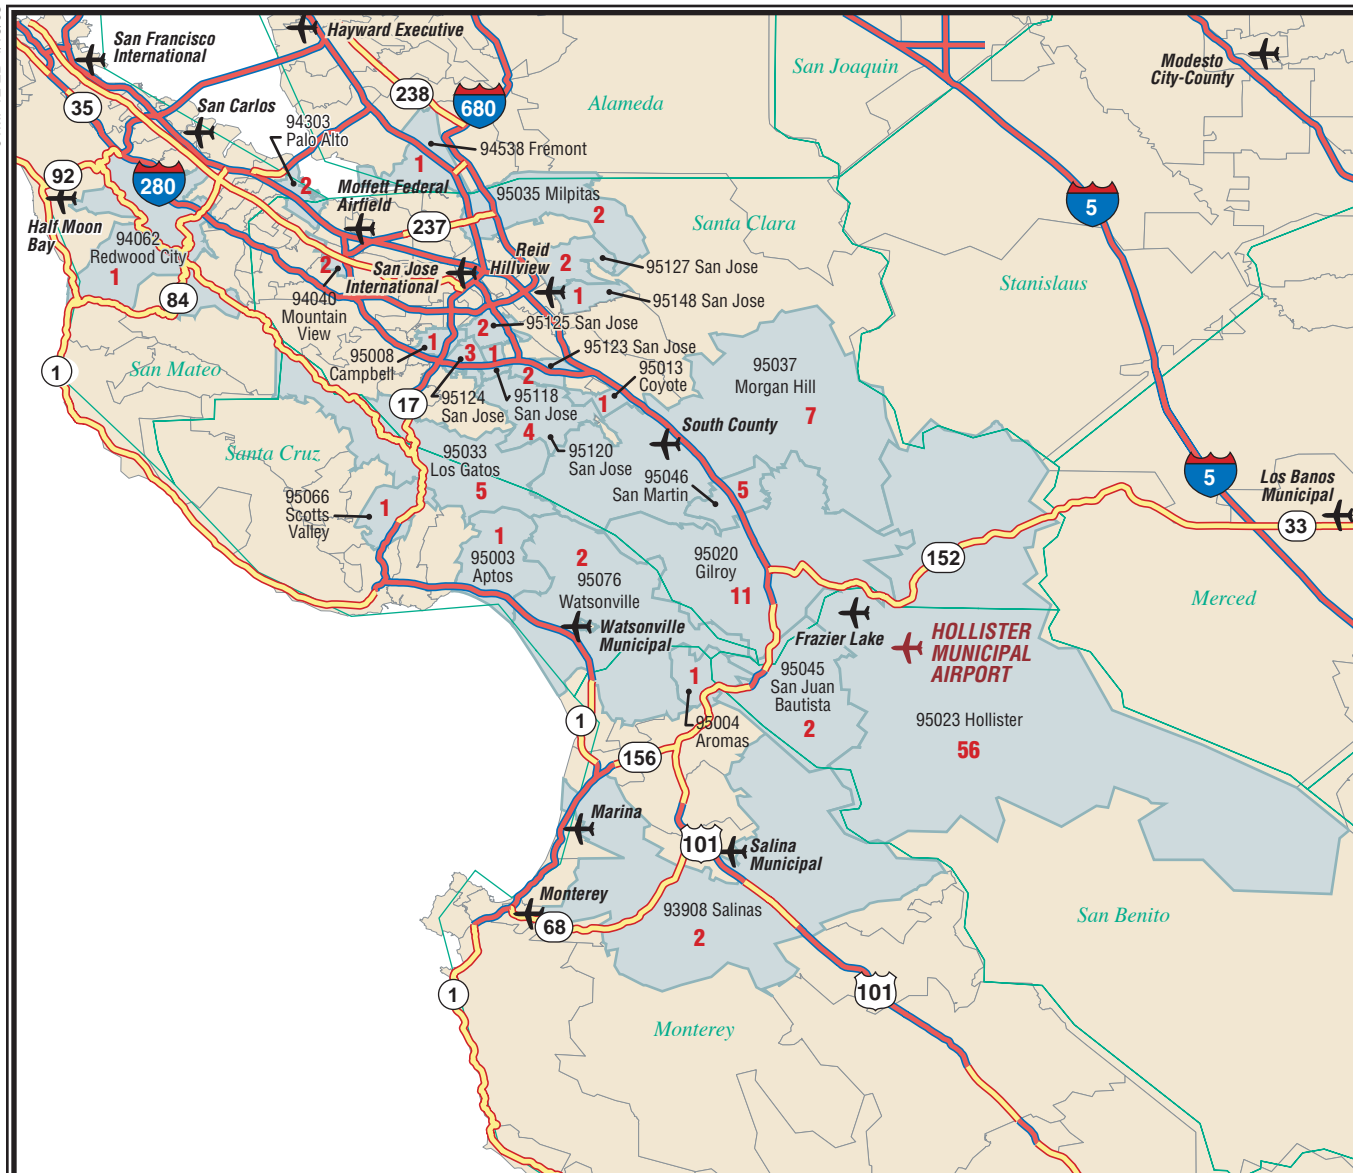 San Francisco
International
Hayward Executive
35
San Carlos
238
680
94303
Palo Alto
Alameda
San Joaquin
Modesto
City-County
94538 Fremont
1
92
280
2
Moffett Federal
Airfield
95035 Milpitas
2
5
Half Moon
Bay
94062
Redwood City
1
237
Santa Clara
Reid
Hillview
2
95127 San Jose
2
San Jose
International
84
94040
Mountain
View
1
95148 San Jose
Stanislaus
2
95125 San Jose
1
95008
Campbell
3
1
95123 San Jose
2
95013
Coyote
1
95037
Morgan Hill
7
1
San Mateo
17
95124
San Jose
95118
San Jose
4
South County
Santa Cruz
95033
Los Gatos
5
95120
San Jose
95046
San Martin
5
5
Los Banos
Municipal
33
95066
Scotts
Valley
1
1
95003
Aptos
2
95076
Watsonville
95020
Gilroy
11
152
Merced
Watsonville
Municipal
Frazier Lake
HOLLISTER
MUNICIPAL
AIRPORT
1
95004
Aromas
95045
San Juan
Bautista
2
95023 Hollister
56
1
156
Marina
101
Salina
Municipal
Monterey
68
93908 Salinas
2
San Benito
1
101
Monterey